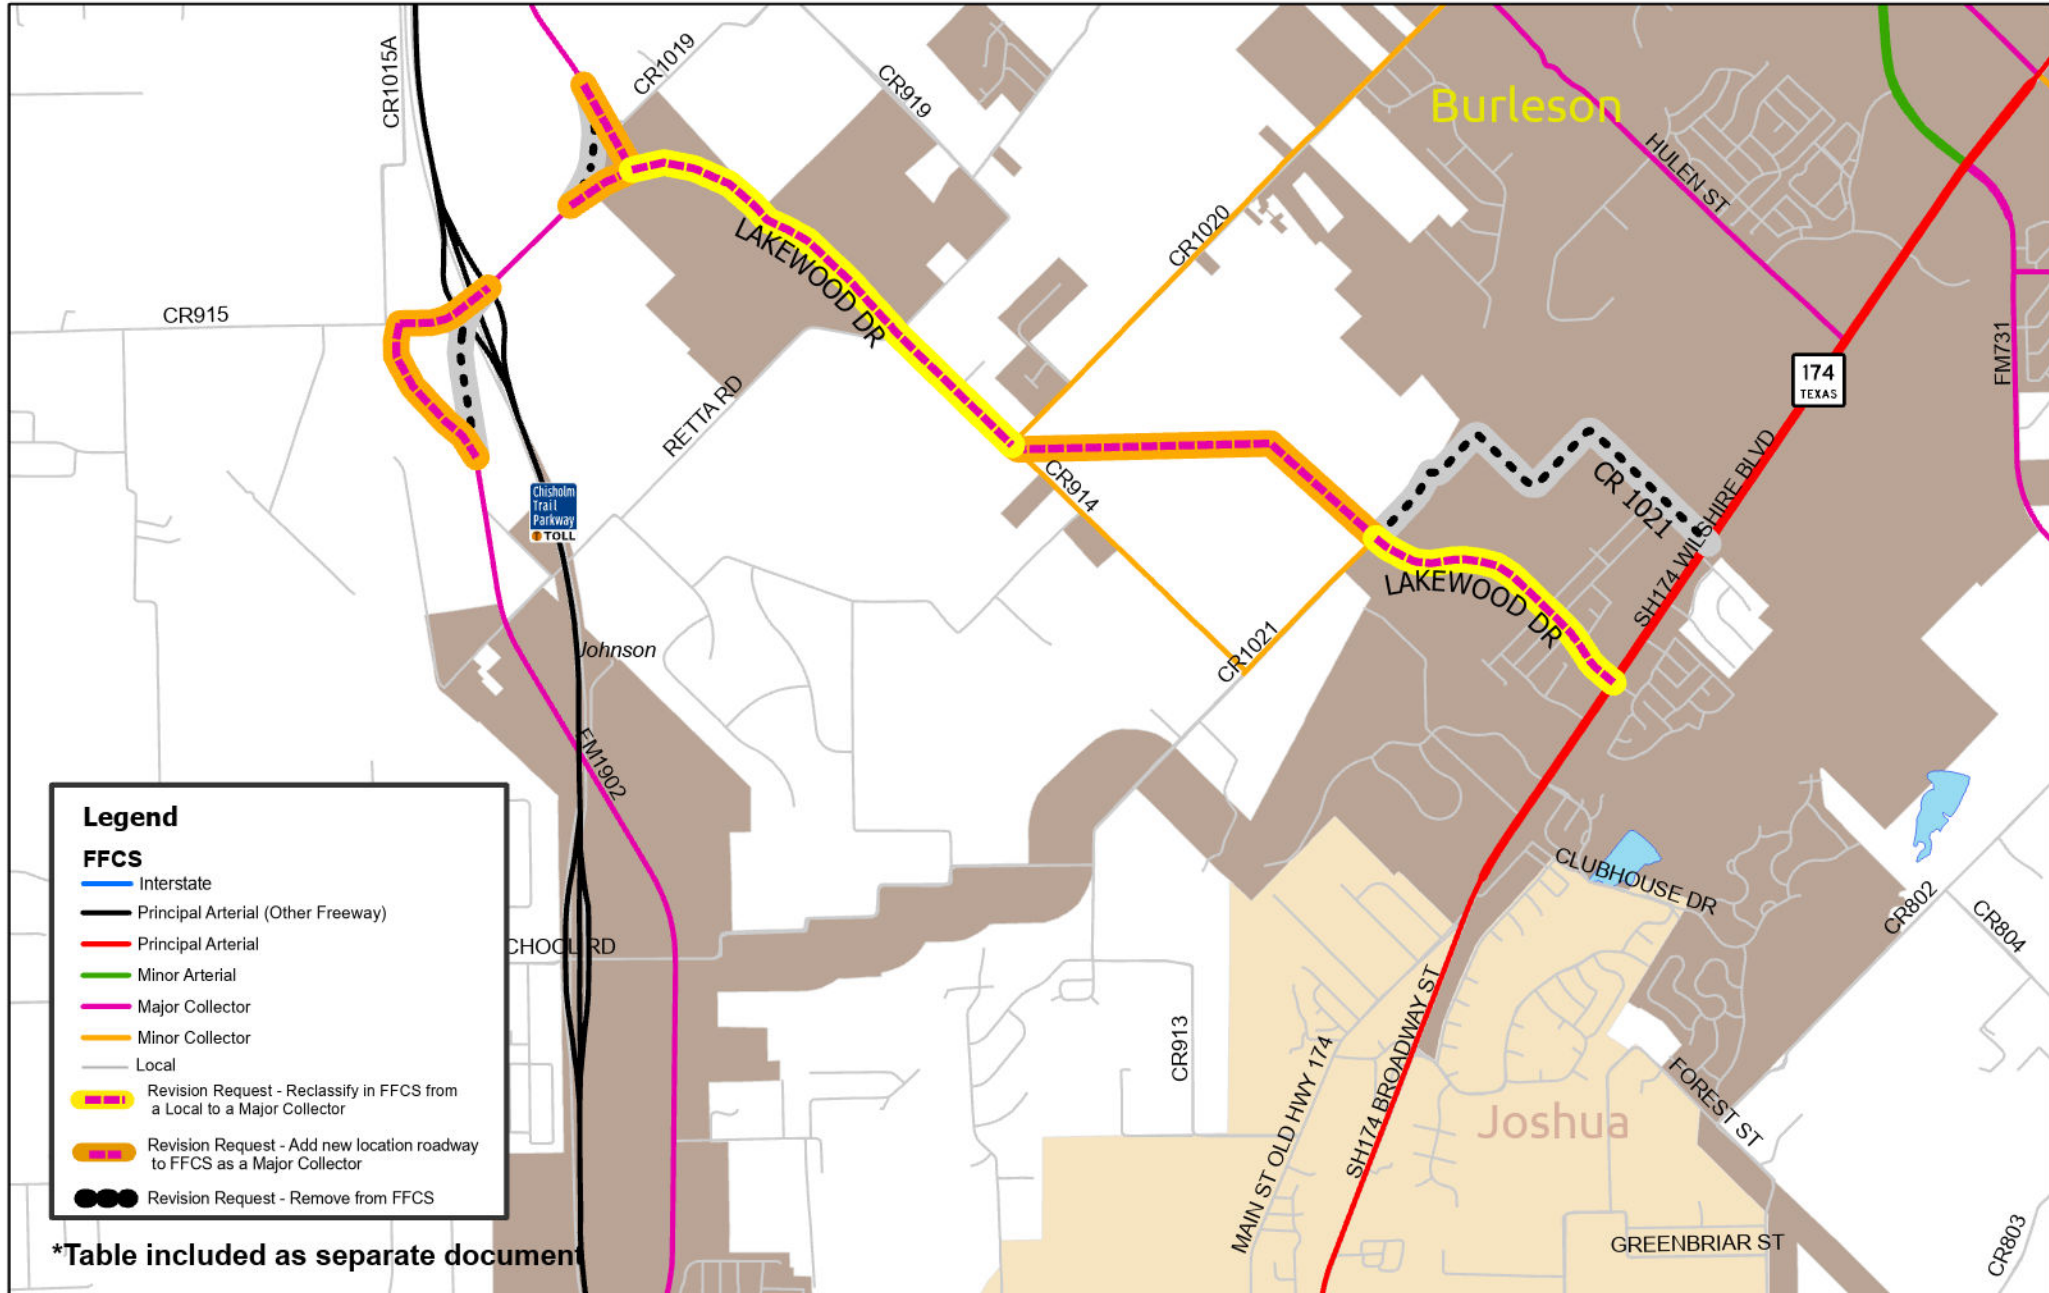 CR1015A
CR1019
CR919
Burleson
HULEN ST
CR1020
LAKEWOOD DR
CR915
174
TEXAS
FM731
RETTA RD
CR914
CR 1021
SH174 WILSHIRE BLVD
Chisholm
Trail
Parkway
T TOLL
LAKEWOOD DR
Johnson
CR1021
FM1902
CLUBHOUSE DR
CR802
CR804
CHOOL RD
CR913
MAIN ST OLD HWY 174
SH174 BROADWAY ST
Joshua
FOREST ST
GREENBRIAR ST
CR803
Legend
FFCS
Interstate
Principal Arterial (Other Freeway)
Principal Arterial
Minor Arterial
Major Collector
Minor Collector
Local
Revision Request - Reclassify in FFCS from
a Local to a Major Collector
Revision Request - Add new location roadway
to FFCS as a Major Collector
Revision Request - Remove from FFCS
*Table included as separate document